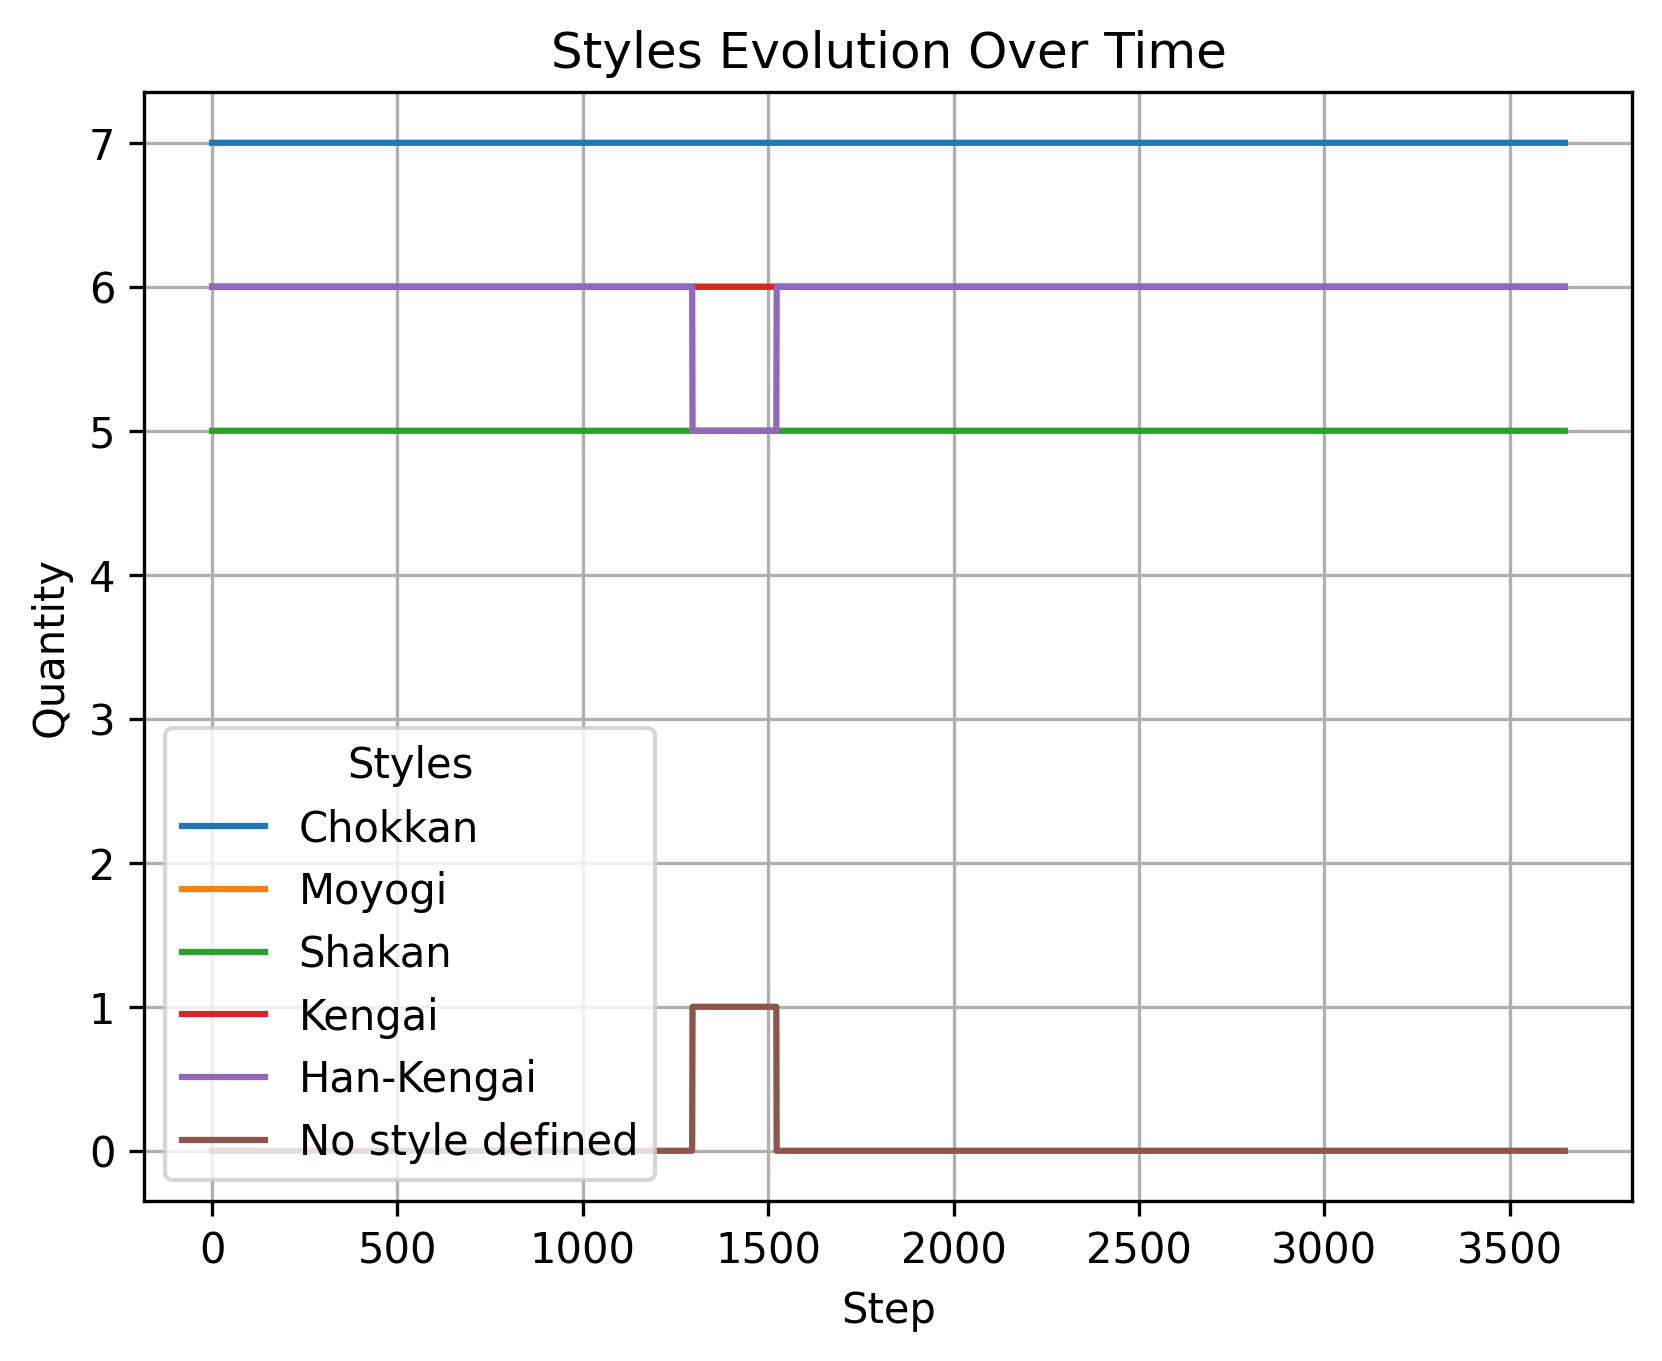 Styles Evolution Over Time
7
6
5
4
3
2
1
0
Quantity
Styles
Chokkan
Moyogi
Shakan
Kengai
Han-Kengai
No style defined
0 500 1000 1500 2000 2500 3000 3500
Step